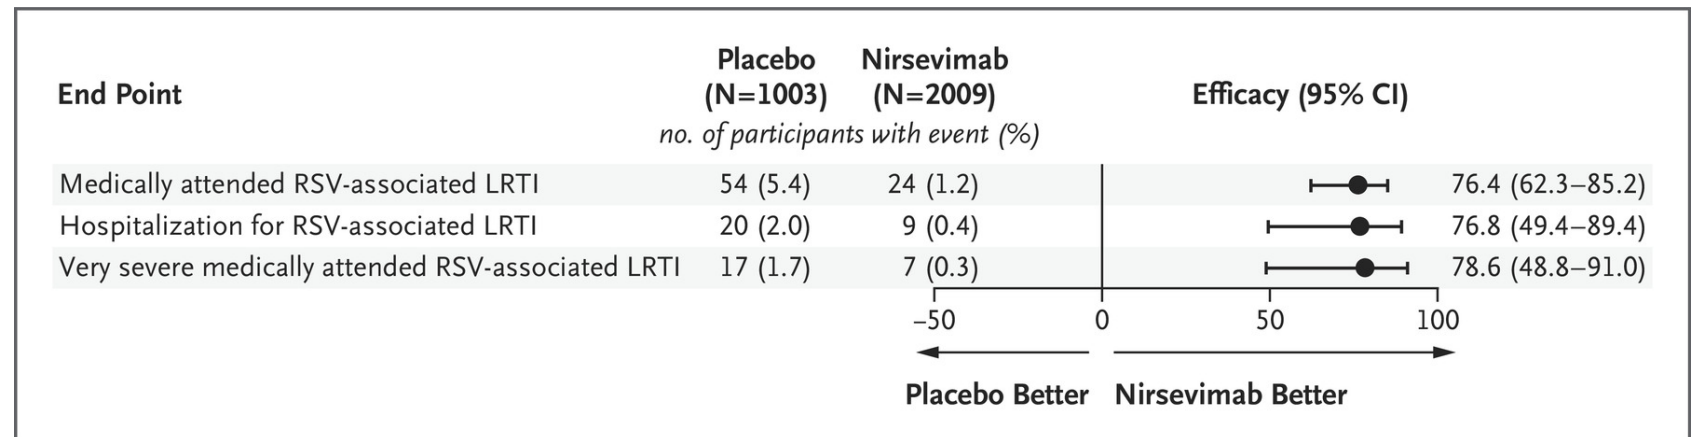 Placebo Nirsevimab
End Point (N=1003) (N=2009) Efficacy (95% CI)
no. of participants with event (%)
Medically attended RSV-associated LRTI 54 (5.4) 24 (1.2) 76.4 (62.3–85.2)
Hospitalization for RSV-associated LRTI 20 (2.0) 9 (0.4) 76.8 (49.4–89.4)
Very severe medically attended RSV-associated LRTI 17 (1.7) 7 (0.3) 78.6 (48.8–91.0)
–50 0 50 100
Placebo Better Nirsevimab Better